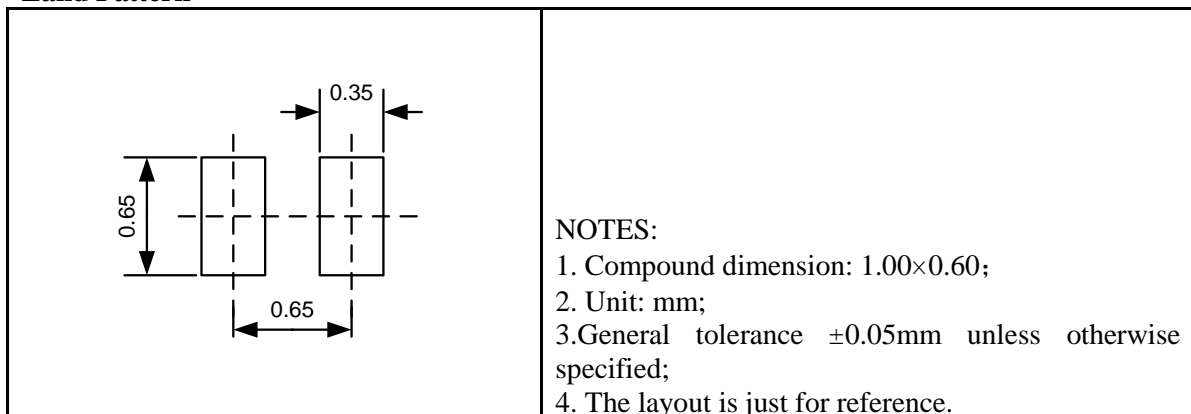 Land Pattern
0.35
0.65
0.65
NOTES:
1. Compound dimension: 1.00×0.60；
2. Unit: mm;
3.General tolerance ±0.05mm unless otherwise
specified;
4. The layout is just for reference.